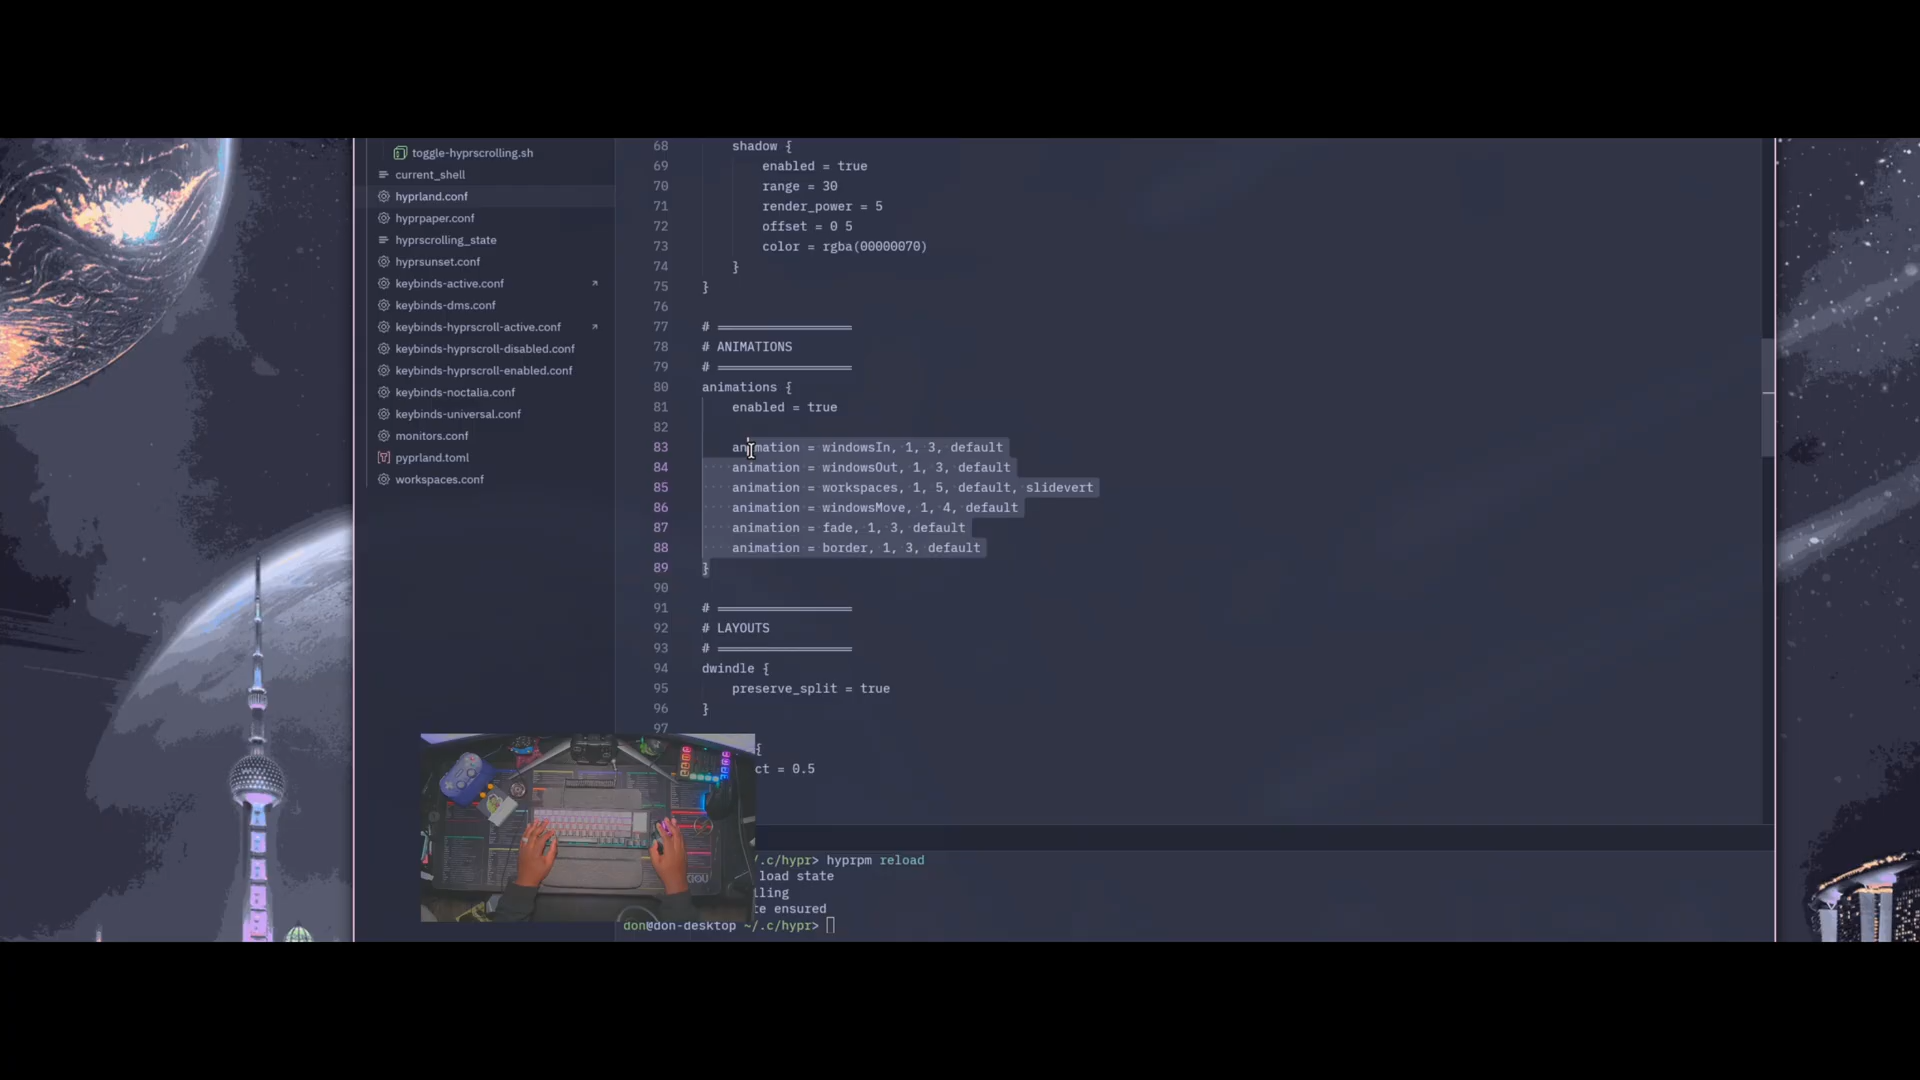 toggle-hyprscrolling.sh
current_shell
hyprland.conf
hyprpaper.conf
hyprscrolling_state
hyprsunset.conf
keybinds-active.conf
keybinds-dms.conf
keybinds-hyprscroll-active.conf
keybinds-hyprscroll-disabled.conf
keybinds-hyprscroll-enabled.conf
keybinds-noctalia.conf
keybinds-universal.conf
monitors.conf
pyprland.toml
workspaces.conf
68 shadow {
69 enabled = true
70 range = 30
71 render_power = 5
72 offset = 0 5
73 color = rgba(00000070)
74 }
75 }
76
77 # ==================
78 # ANIMATIONS
79 # ==================
80 animations {
81 enabled = true
82
83 animation = windowsIn, 1, 3, default
84 animation = windowsOut, 1, 3, default
85 animation = workspaces, 1, 5, default, slidevert
86 animation = windowsMove, 1, 4, default
87 animation = fade, 1, 3, default
88 animation = border, 1, 3, default
89 }
90
91 # ==================
92 # LAYOUTS
93 # ==================
94 dwindle {
95 preserve_split = true
96 }
97
{
ct = 0.5
/.c/hypr> hyprpm reload
load state
lling
te ensured
don@don-desktop ~/.c/hypr>